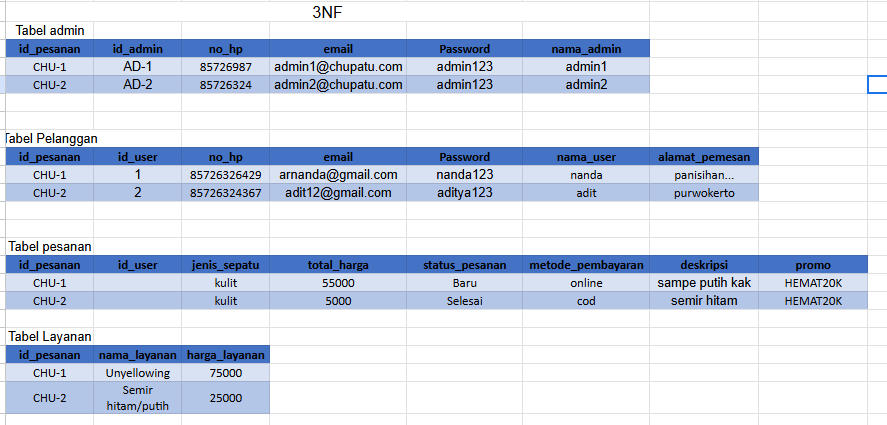 3NF
Tabel admin
id_pesanan id_admin no_hp email Password nama_admin
CHU-1 AD-1 85726987 admin1@chupatu.com admin123 admin1
CHU-2 AD-2 85726324 admin2@chupatu.com admin123 admin2
Tabel Pelanggan
id_pesanan id_user no_hp email Password nama_user alamat_pemesan
CHU-1 1 85726326429 arnanda@gmail.com nanda123 nanda panisihan...
CHU-2 2 85726324367 adit12@gmail.com aditya123 adit purwokerto
Tabel pesanan
id_pesanan id_user jenis_sepatu total_harga status_pesanan metode_pembayaran deskripsi promo
CHU-1 kulit 55000 Baru online sampe putih kak HEMAT20K
CHU-2 kulit 5000 Selesai cod semir hitam HEMAT20K
Tabel Layanan
id_pesanan nama_layanan harga_layanan
CHU-1 Unyellowing 75000
CHU-2 Semir hitam/putih 25000